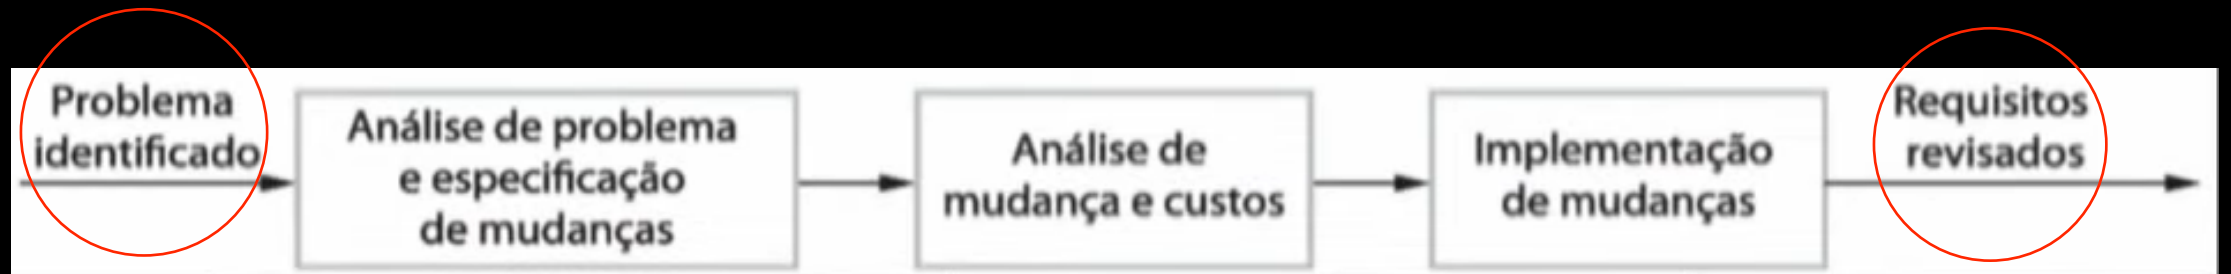 Problema
identificado
Análise de problema
e especificação
de mudanças
Análise de
mudança e custos
Implementação
de mudanças
Requisitos
revisados